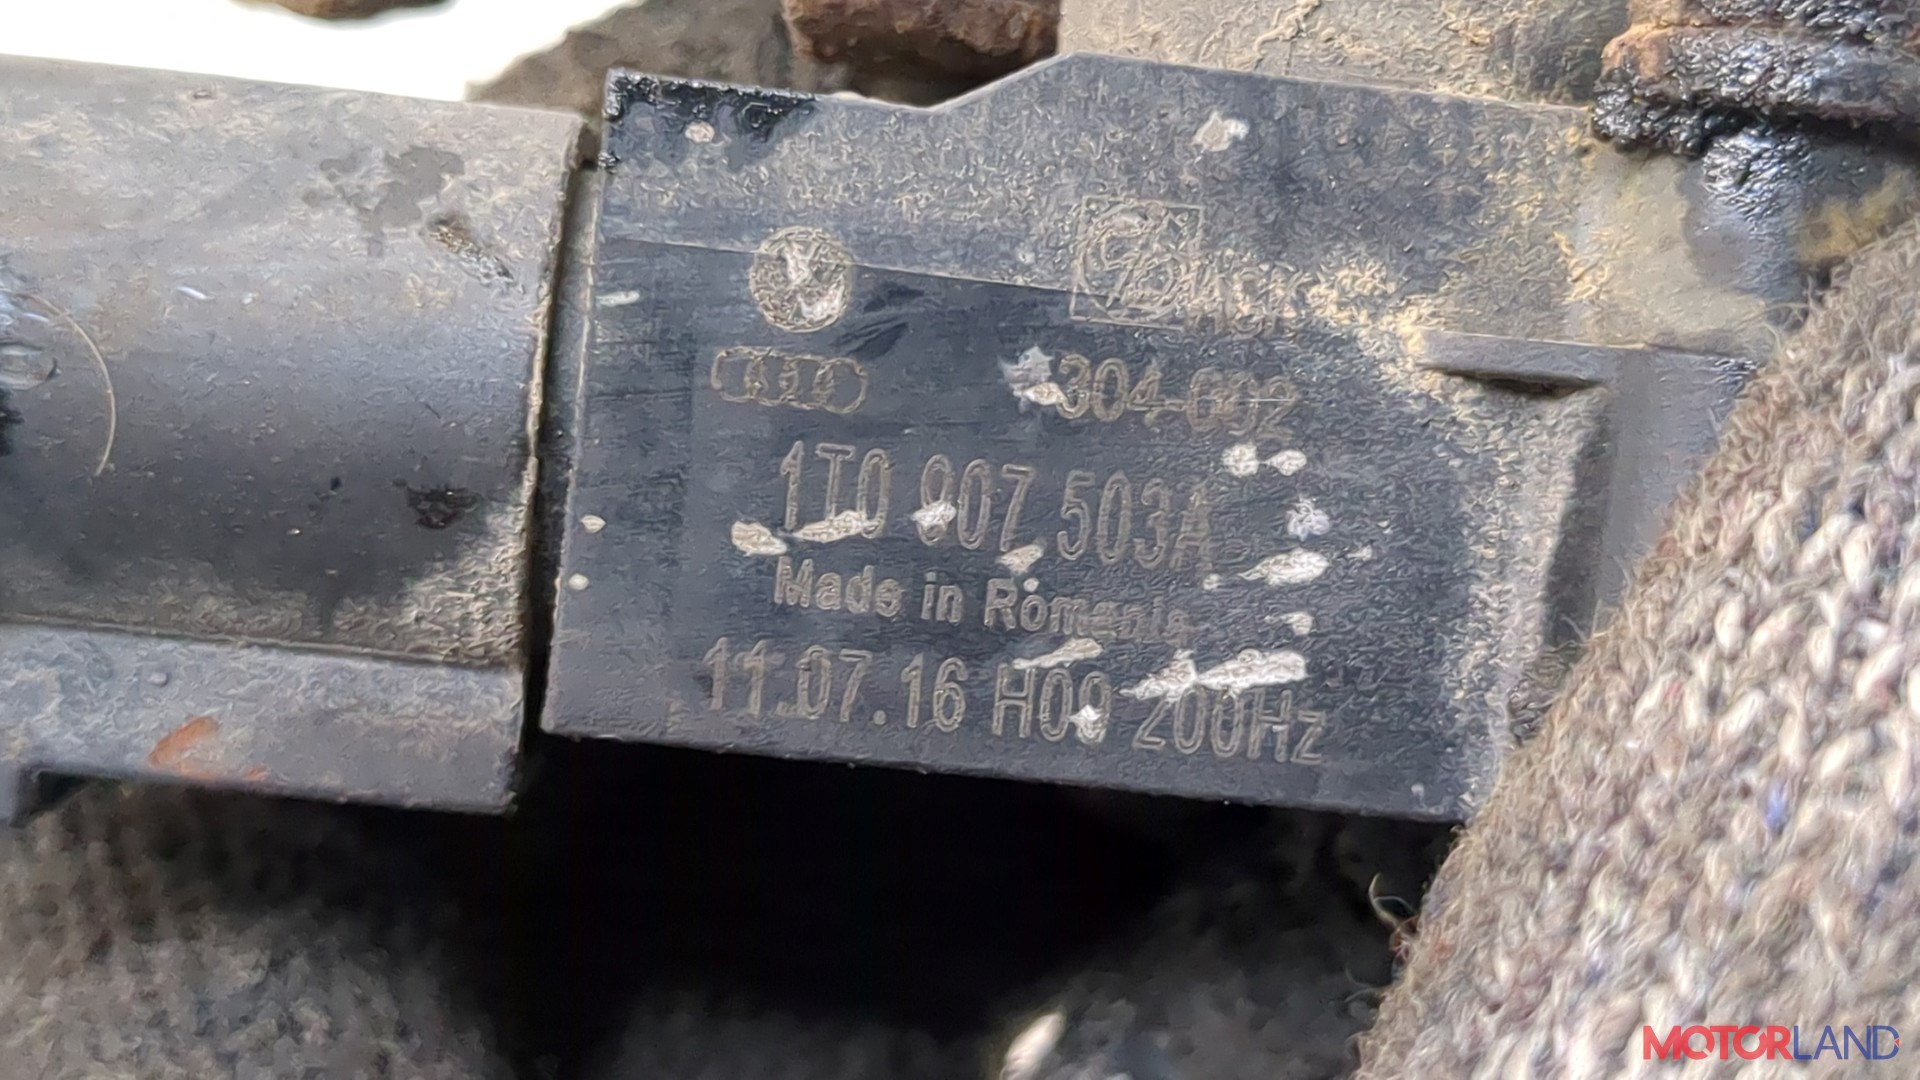 304-002
1T0 907 503A
Made in Romania
11.07.16 H09 200Hz
MOTORLAND